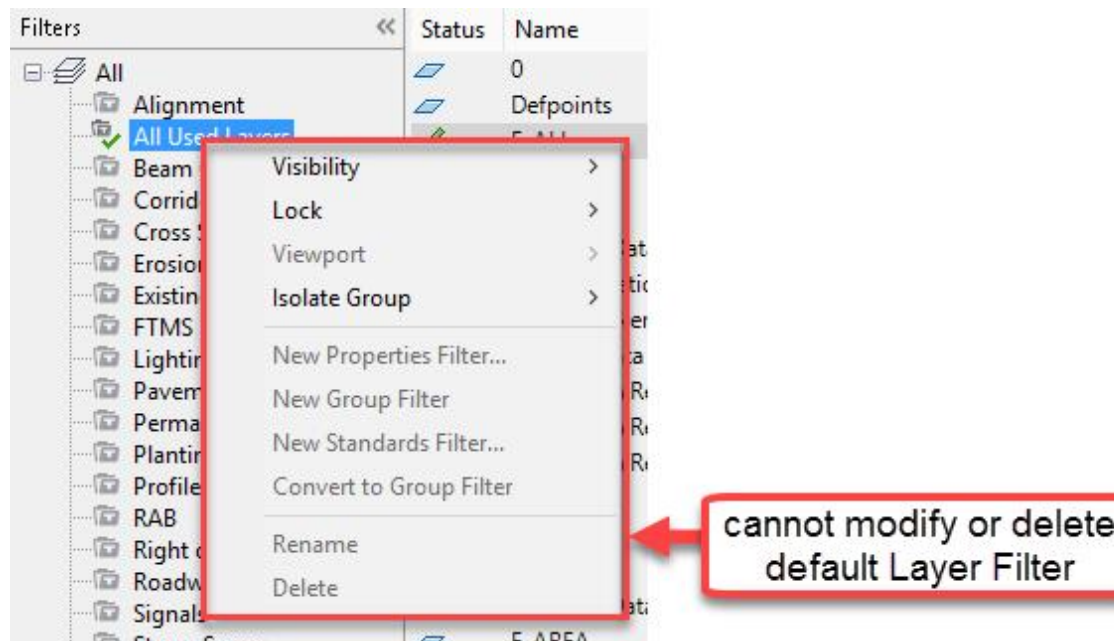 Filters « Status Name
All 0
Alignment Defpoints
All Used Layers
Beam Visibility >
Corrid Lock >
Cross Viewport >
Erosion Isolate Group >
Existin
FTMS New Properties Filter...
Lightin New Group Filter
Pavem New Standards Filter...
Perma Convert to Group Filter
Plantin
Profile Rename
RAB Delete
Right
Roadw
Signals
E-AREA
cannot modify or delete
default Layer Filter